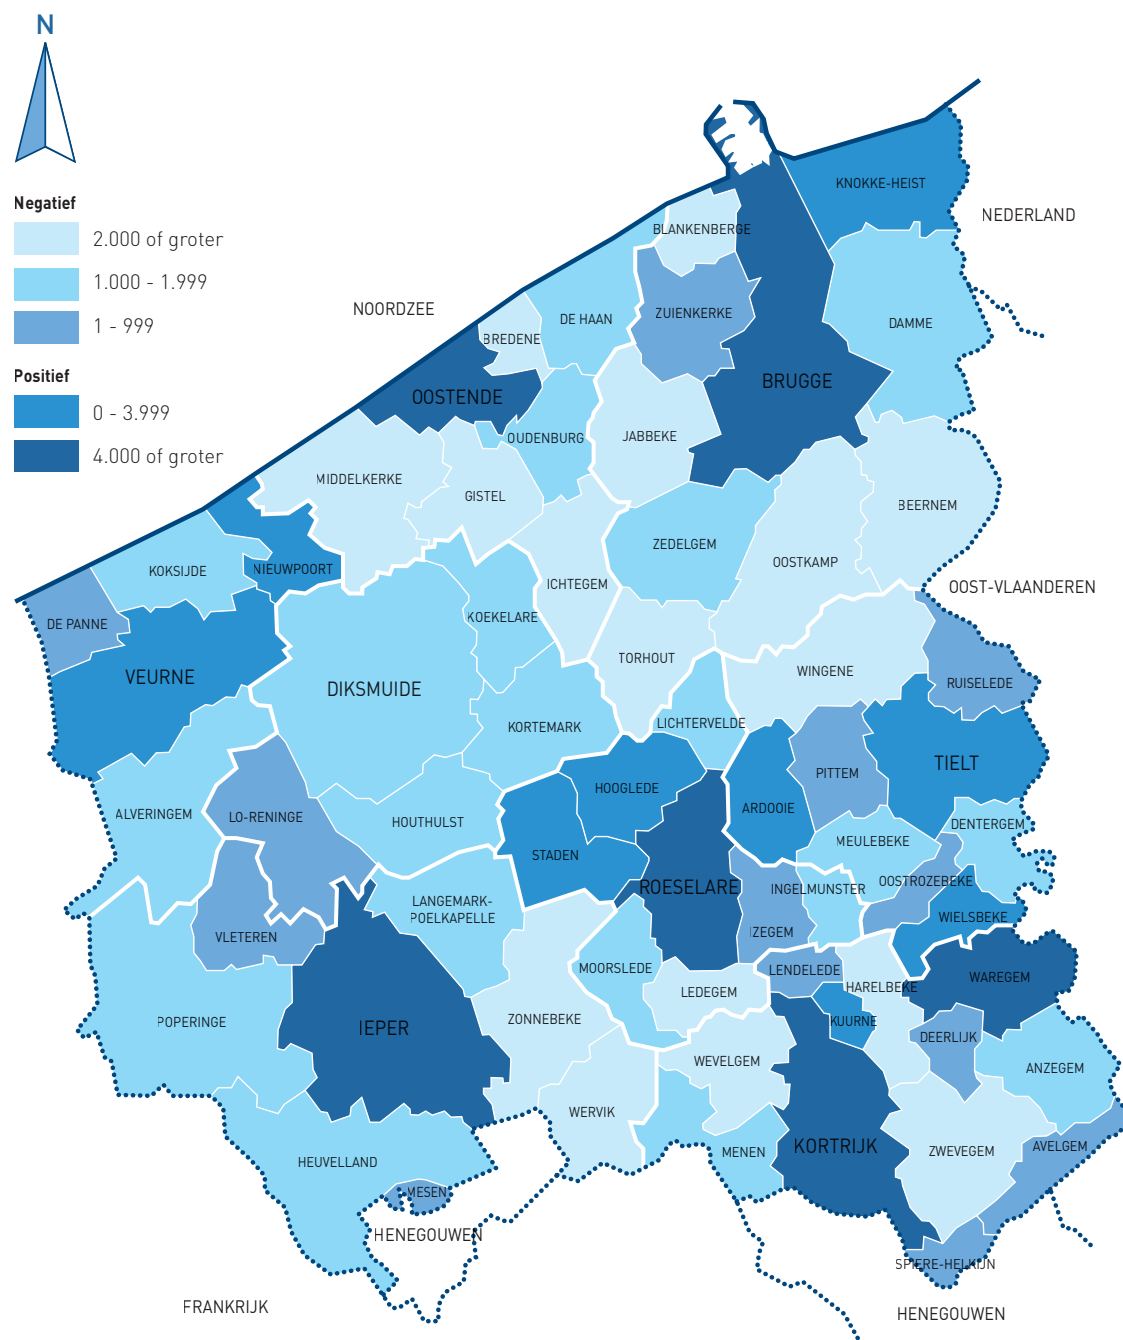 N
Negatief
2.000 of groter
1.000 - 1.999
1 - 999
Positief
0 - 3.999
4.000 of groter
KNOKKE-HEIST
NEDERLAND
BLANKENBERGE
NOORDZEE
ZUIENKERKE
DE HAAN
DAMME
BREDENE
BRUGGE
OOSTENDE
OUDENBURG
JABBEKE
MIDDELKERKE
GISTEL
BEERNEM
ZEDELGEM
OOSTKAMP
KOKSIJDE
NIEUWPOORT
ICHTEGEM
OOST-VLAANDEREN
KOEKELARE
DE PANNE
TORHOUT
WINGENE
VEURNE
DIKSMUIDE
RUISELEDE
KORTEMARK
LICHTERVELDE
TIELT
PITTEM
HOOGLEDE
ARDOOIE
ALVERINGEM
LO-RENINGE
HOUTHULST
DENTERGEM
MEULEBEKE
STADEN
OOSTROZEBEKE
ROESELARE
INGELMUNSTER
LANGEMARK-
POELKAPELLE
WIELSBEKE
VLETEREN
IZEGEM
MOORSLEDE
LENDELEDE
WAREGEM
HARELBEKE
LEDEGEM
POPERINGE
IEPER
ZONNEBEKE
KUURNE
DEERLIJK
WEVELGEM
ANZEGEM
WERVIK
KORTRIJK
AVELGEM
ZWEVEGEM
MENEN
HEUVELLAND
MESEN
HENEGOUWEN
SPIERE-HELKIJN
FRANKRIJK
HENEGOUWEN